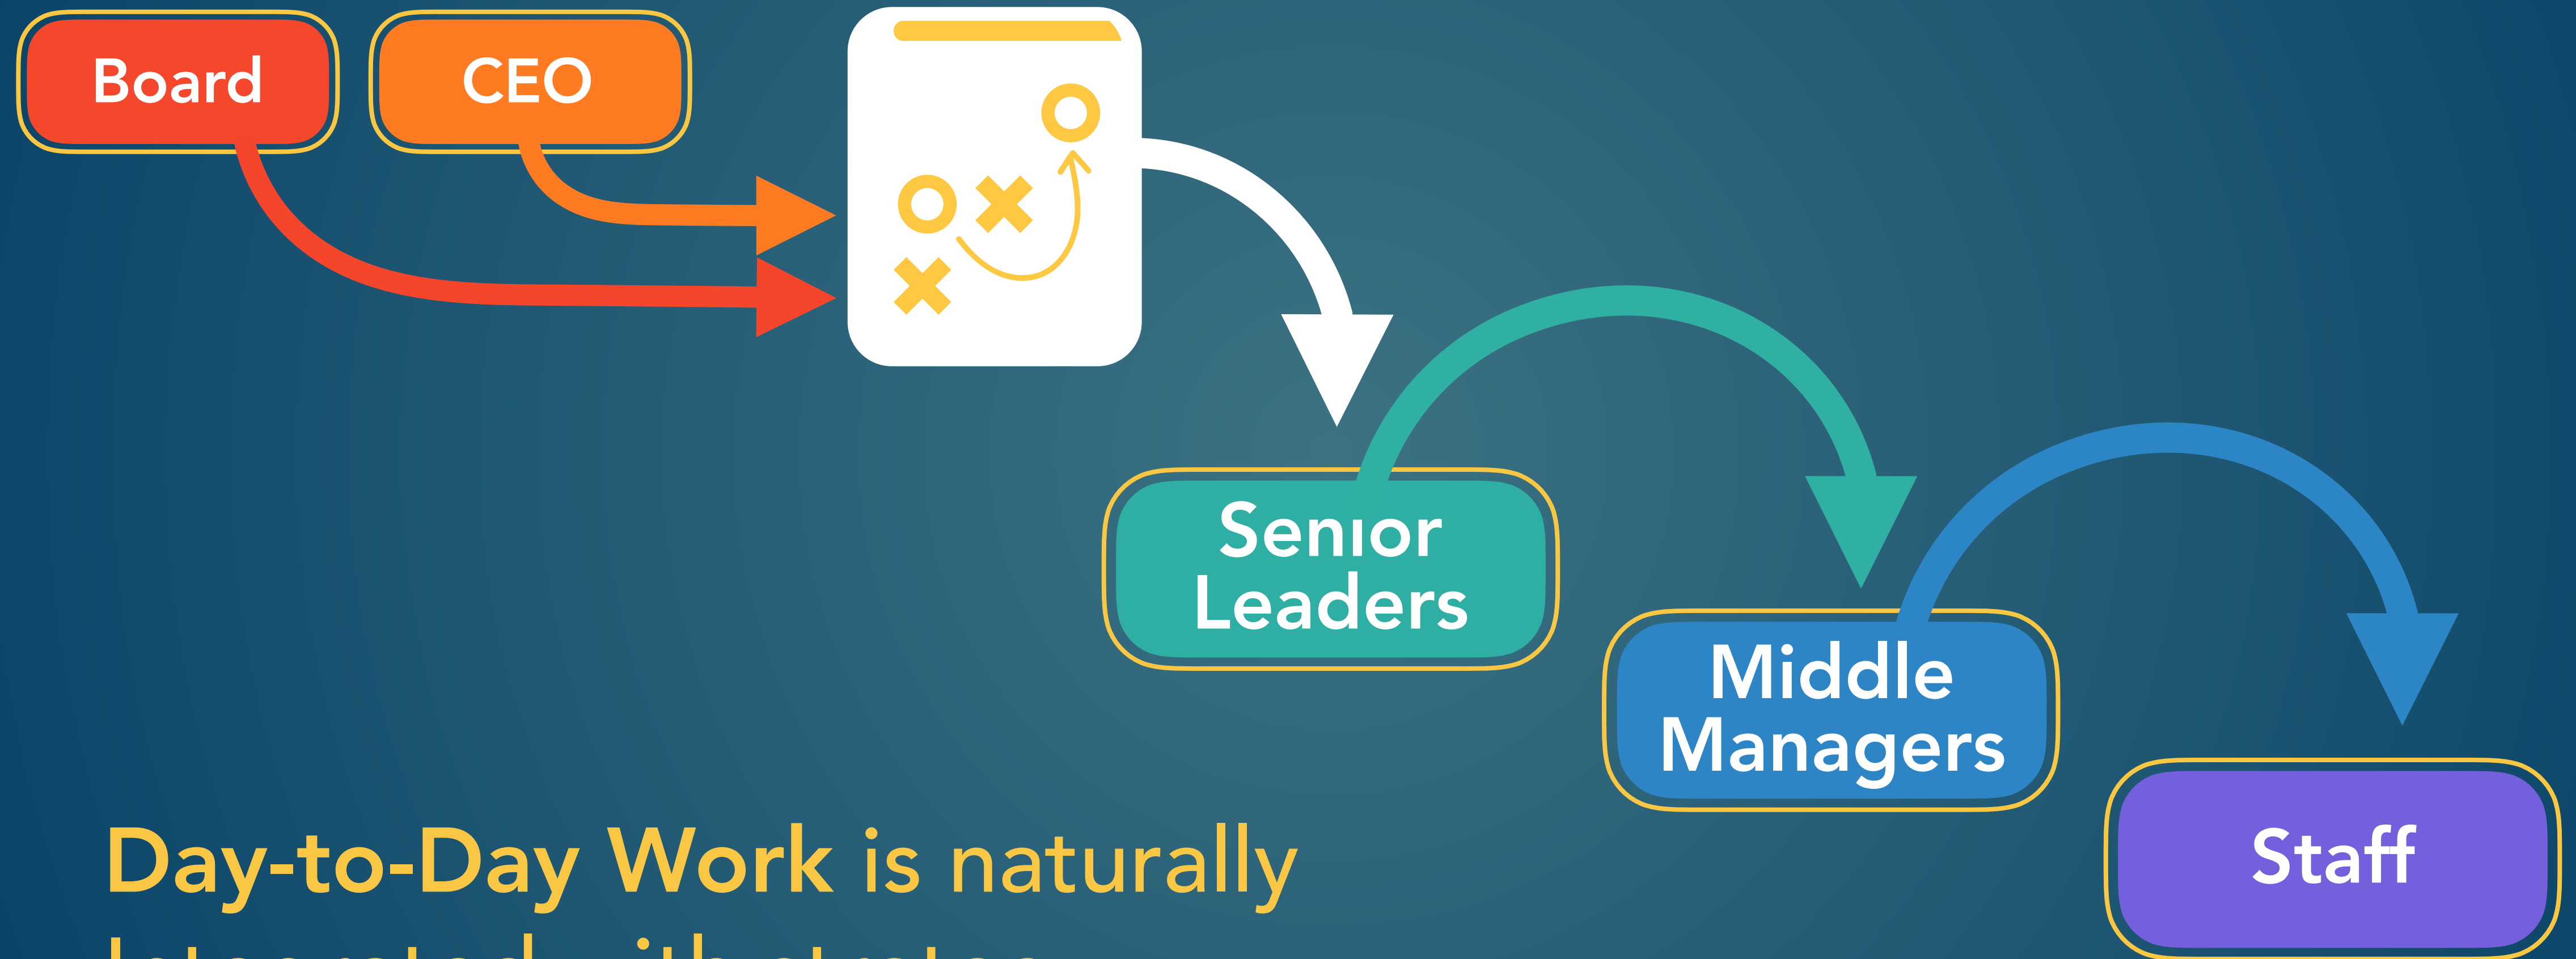 Board
CEO
Senior
Leaders
Middle
Managers
Staff
Day-to-Day Work is naturally